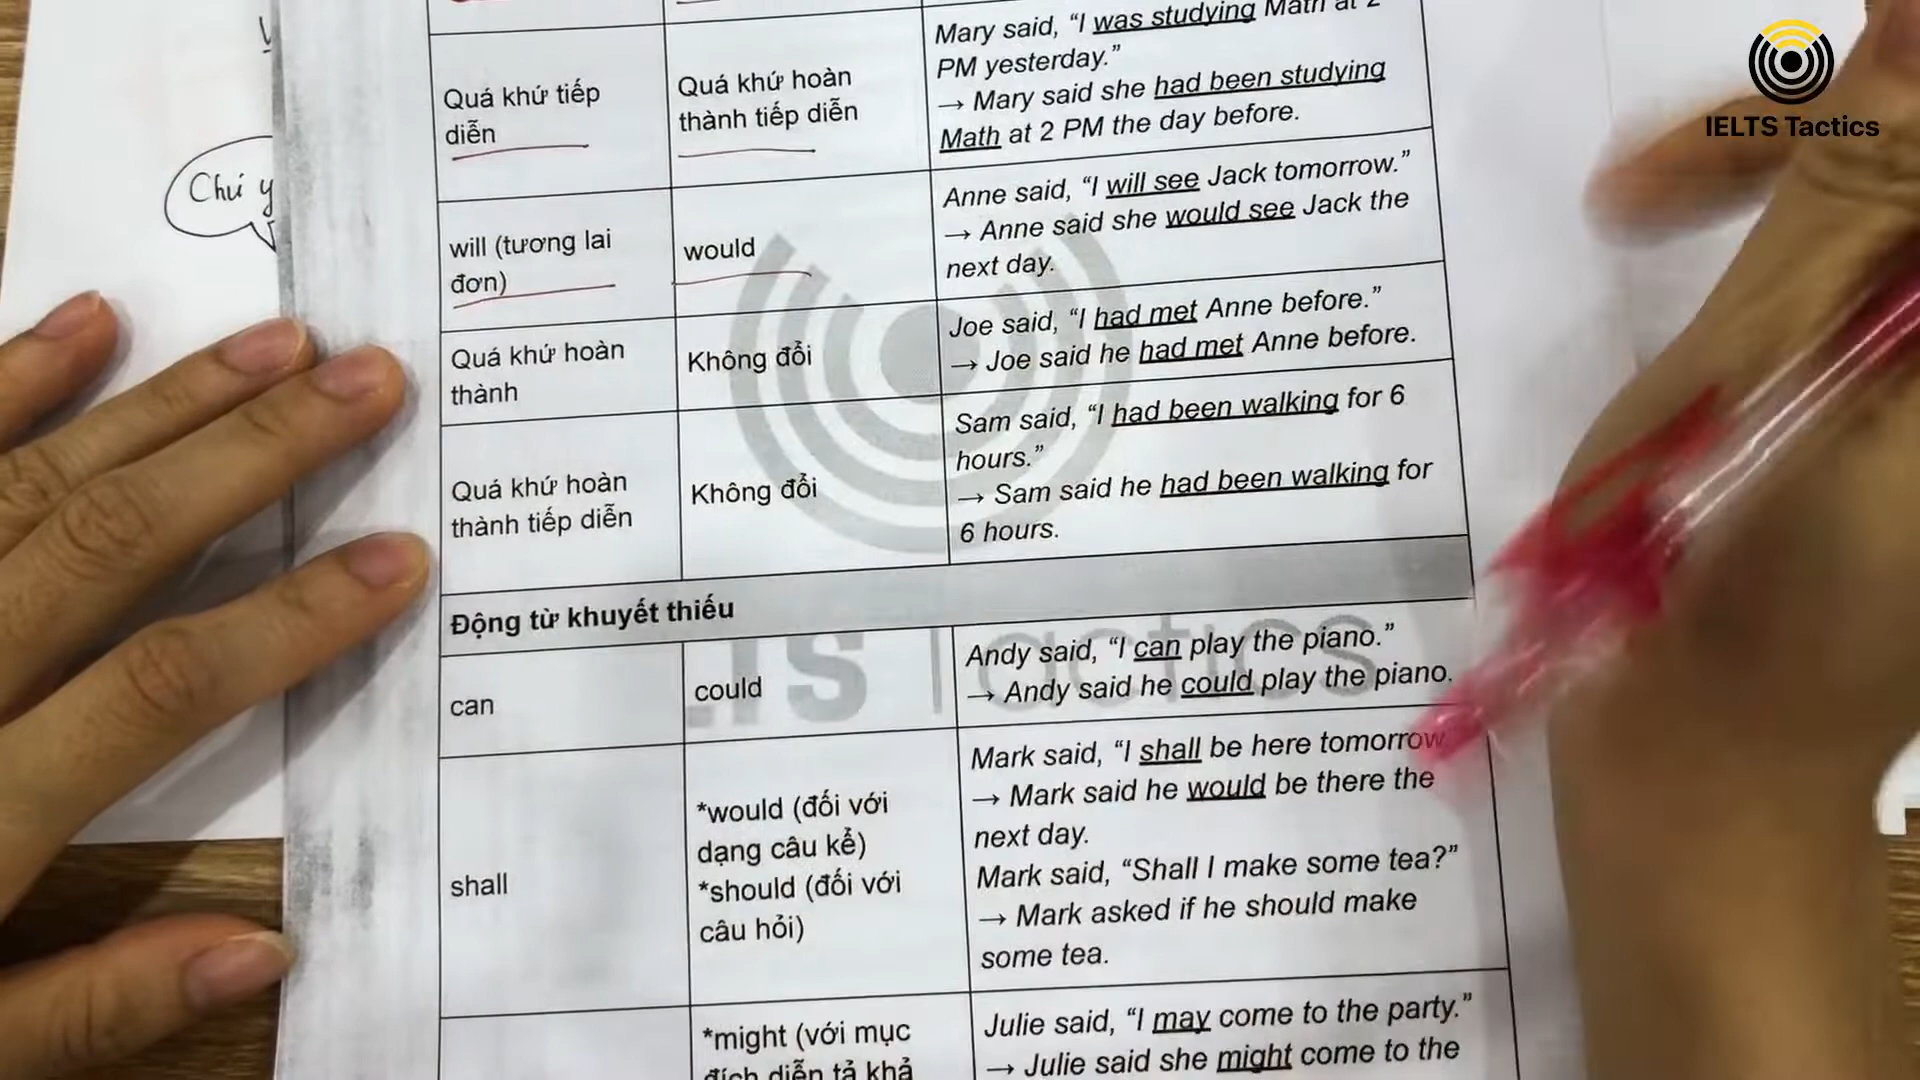 IELTS Tactics
Chú ý
Quá khứ tiếp
diễn
Quá khứ hoàn
thành tiếp diễn
Mary said, “I was studying Math at 2
PM yesterday.”
→ Mary said she had been studying
Math at 2 PM the day before.
will (tương lai
đơn)
would
Anne said, “I will see Jack tomorrow.”
→ Anne said she would see Jack the
next day.
Quá khứ hoàn
thành
Không đổi
Joe said, “I had met Anne before.”
→ Joe said he had met Anne before.
Quá khứ hoàn
thành tiếp diễn
Không đổi
Sam said, “I had been walking for 6
hours.”
→ Sam said he had been walking for
6 hours.
Động từ khuyết thiếu
can
could
Andy said, “I can play the piano.”
→ Andy said he could play the piano.
shall
*would (đối với
dạng câu kể)
*should (đối với
câu hỏi)
Mark said, “I shall be here tomorrow
→ Mark said he would be there the
next day.
Mark said, “Shall I make some tea?”
→ Mark asked if he should make
some tea.
*might (với mục
đích diễn tả khả
Julie said, “I may come to the party.”
→ Julie said she might come to the